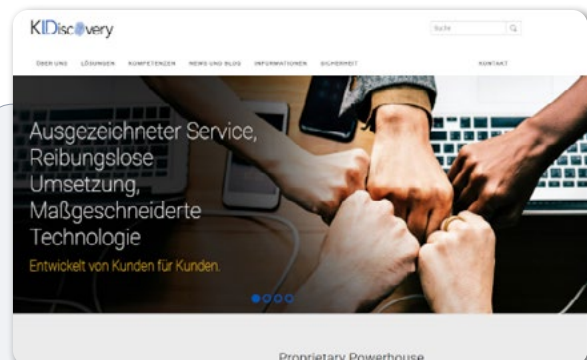 KLDiscovery
Suche
ÜBER UNS LÖSUNGEN KOMPETENZEN NEWS UND BLOG INFORMATIONEN SICHERHEIT KONTAKT
Ausgezeichneter Service,
Reibungslose
Umsetzung,
Maßgeschneiderte
Technologie
Entwickelt von Kunden für Kunden.
Proprietary Powerhouse